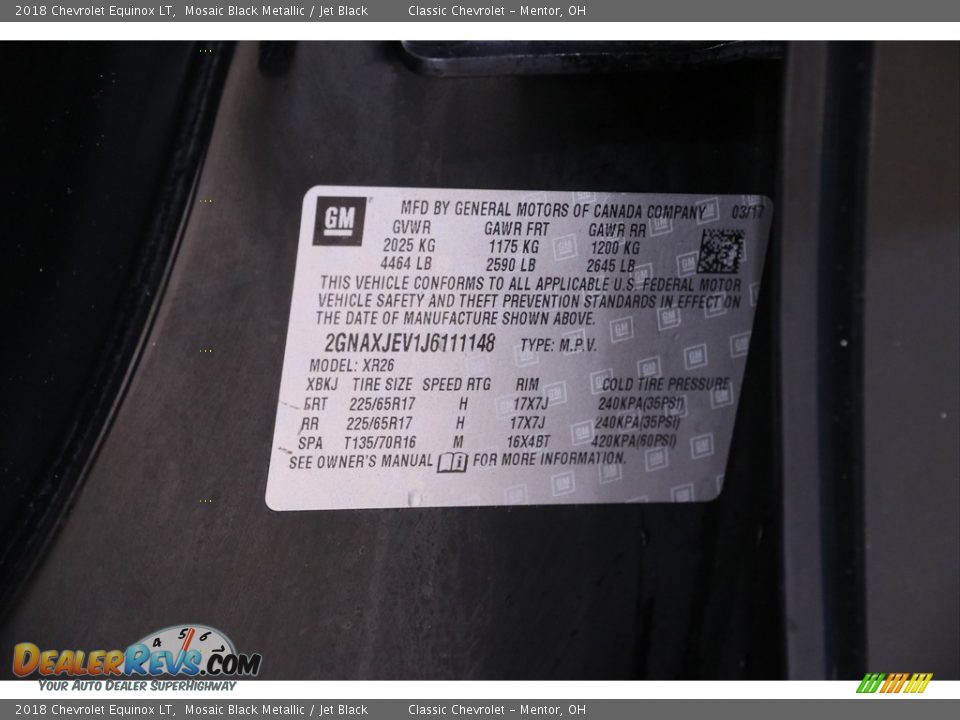 2018 Chevrolet Equinox LT, Mosaic Black Metallic / Jet Black Classic Chevrolet - Mentor, OH
GM MFD BY GENERAL MOTORS OF CANADA COMPANY 03/17
GVWR GAWR FRT GAWR RR
2025 KG 1175 KG 1200 KG
4464 LB 2590 LB 2645 LB
THIS VEHICLE CONFORMS TO ALL APPLICABLE U.S. FEDERAL MOTOR
VEHICLE SAFETY AND THEFT PREVENTION STANDARDS IN EFFECT ON
THE DATE OF MANUFACTURE SHOWN ABOVE.
2GNAXJEV1J6111148 TYPE: M.P.V.
MODEL: XR26
XBKJ TIRE SIZE SPEED RTG RIM COLD TIRE PRESSURE
FRT 225/65R17 H 17X7J 240KPA(35PSI)
RR 225/65R17 H 17X7J 240KPA(35PSI)
SPA T135/70R16 M 16X4BT 420KPA(60PSI)
SEE OWNER'S MANUAL FOR MORE INFORMATION.
4 5 6
DEALERREVS.COM
YOUR AUTO DEALER SUPERHIGHWAY
2018 Chevrolet Equinox LT, Mosaic Black Metallic / Jet Black Classic Chevrolet - Mentor, OH